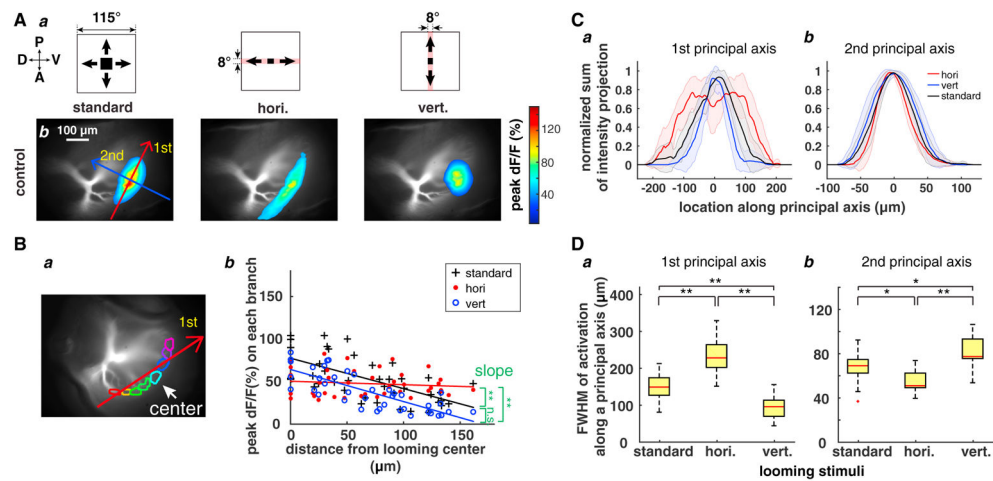 A
a
115°
P
D V
A
8°
8°
standard
hori.
vert.
b
100 µm
control
1st
2nd
peak dF/F(%)
120
80
40
B
a
1st
center
b
peak dF/F(%) on each branch
180
100
50
0
0 50 100 150
distance from looming center
(µm)
standard
hori
vert
slope
**
n.s
**
C
a
1st principal axis
normalized sum
of intensity projection
1
0.8
0.6
0.4
0.2
0
-200 -100 0 100 200
b
2nd principal axis
hori
vert
standard
1
0.8
0.6
0.4
0.2
0
-100 -50 0 50 100
location along principal axis (µm)
D
a
1st principal axis
FWHM of activation
along a principal axis (µm)
400
300
200
100
0
**
** **
standard hori. vert.
b
2nd principal axis
120
80
40
0
*
* **
standard hori. vert.
looming stimuli